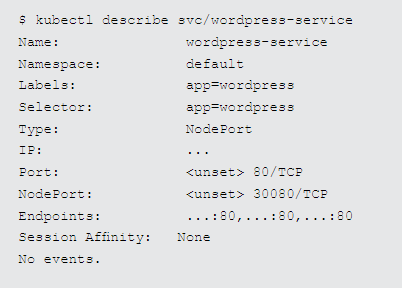 $ kubectl describe svc/wordpress-service
Name: wordpress-service
Namespace: default
Labels: app=wordpress
Selector: app=wordpress
Type: NodePort
IP: ...
Port: <unset> 80/TCP
NodePort: <unset> 30080/TCP
Endpoints: ...:80,...:80,...:80
Session Affinity: None
No events.